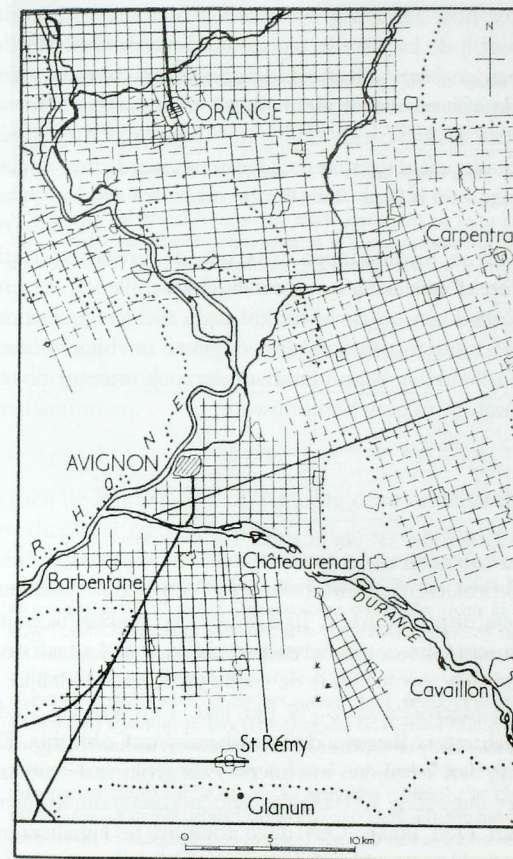 N
ORANGE
Carpentra
AVIGNON
RHONE
Châteaurenard
Barbentane
DURANCE
Cavaillon
St Rémy
Glanum
0 5 10 km